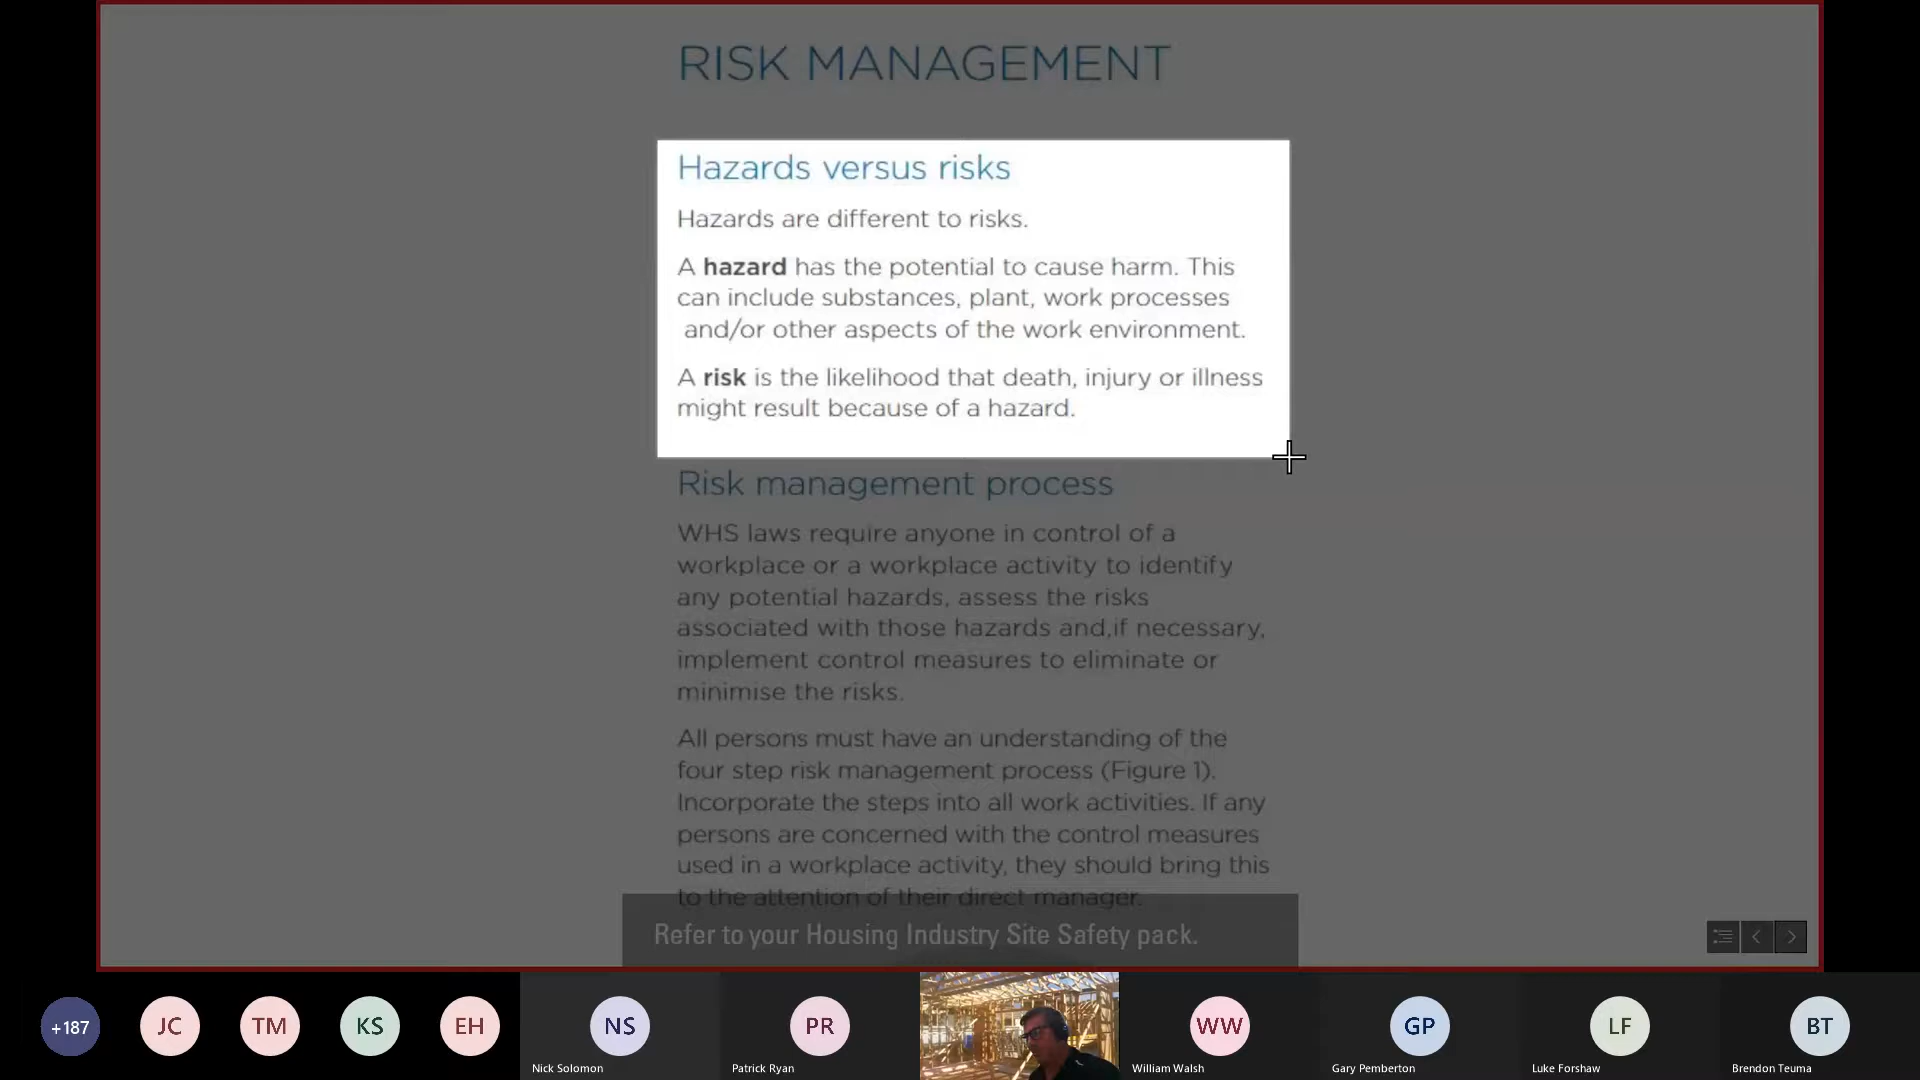 RISK MANAGEMENT
Hazards versus risks
Hazards are different to risks.
A hazard has the potential to cause harm. This
can include substances, plant, work processes
and/or other aspects of the work environment.
A risk is the likelihood that death, injury or illness
might result because of a hazard.
Risk management process
WHS laws require anyone in control of a
workplace or a workplace activity to identify
any potential hazards, assess the risks
associated with those hazards and,if necessary,
implement control measures to eliminate or
minimise the risks.
All persons must have an understanding of the
four step risk management process (Figure 1).
Incorporate the steps into all work activities. If any
persons are concerned with the control measures
used in a workplace activity, they should bring this
to the attention of their direct manager.
Refer to your Housing Industry Site Safety pack.
+187
JC
TM
KS
EH
NS
PR
WW
GP
LF
BT
Nick Solomon
Patrick Ryan
William Walsh
Gary Pemberton
Luke Forshaw
Brendon Teuma